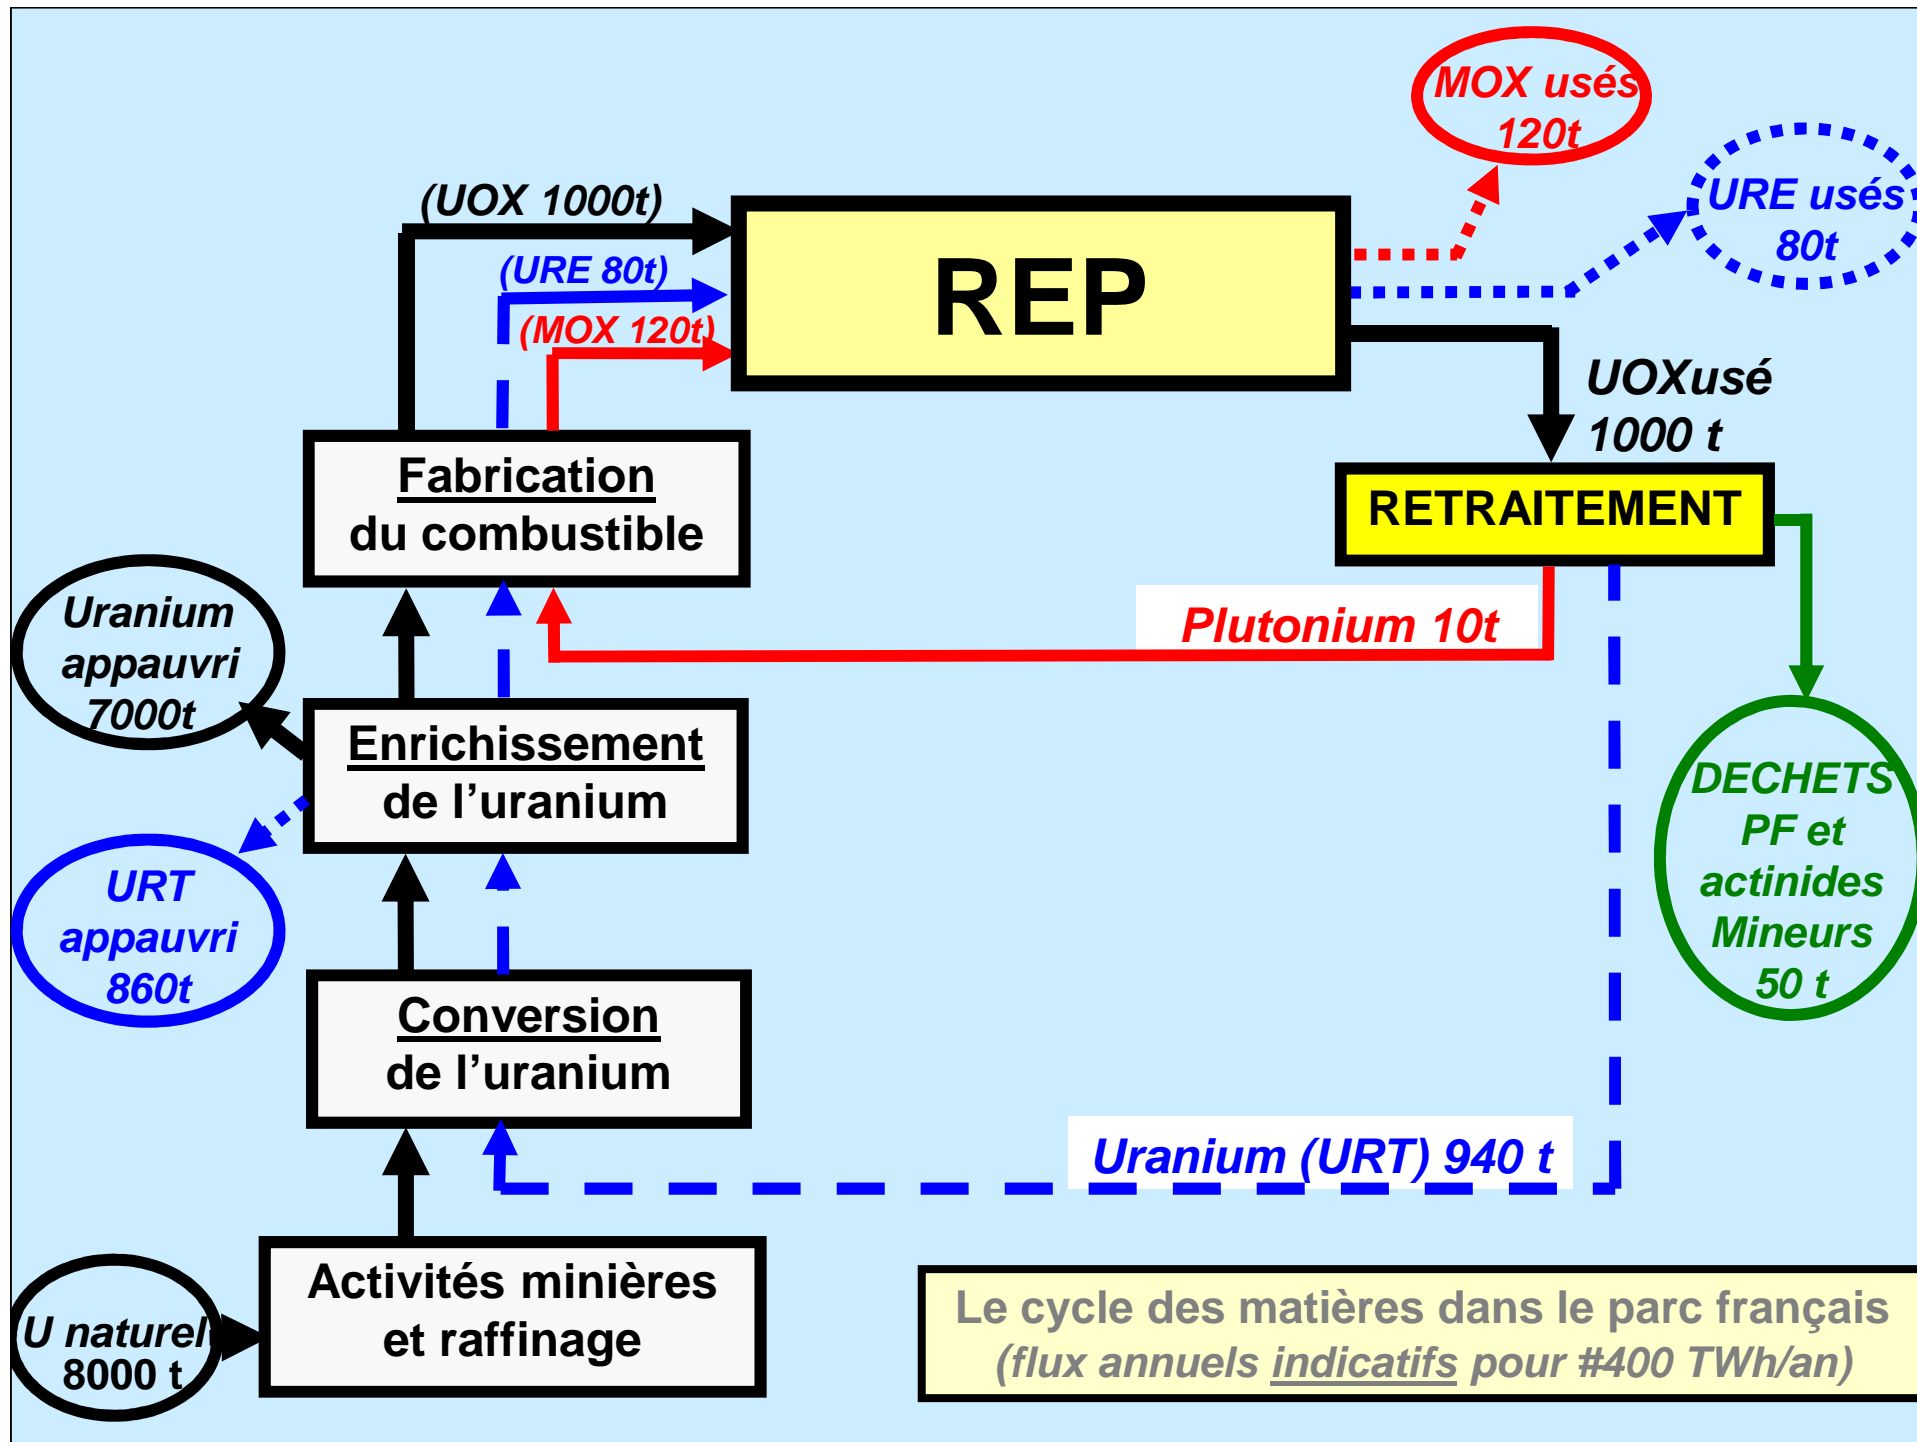 MOX usés
120t
URE usés
80t
(UOX 1000t)
(URE 80t)
(MOX 120t)
REP
UOXusé
1000 t
Fabrication
du combustible
RETRAITEMENT
Uranium
appauvri
7000t
Plutonium 10t
Enrichissement
de l’uranium
DECHETS
PF et
actinides
Mineurs
50 t
URT
appauvri
860t
Conversion
de l’uranium
Uranium (URT) 940 t
Activités minières
et raffinage
U naturel
8000 t
Le cycle des matières dans le parc français
(flux annuels indicatifs pour #400 TWh/an)